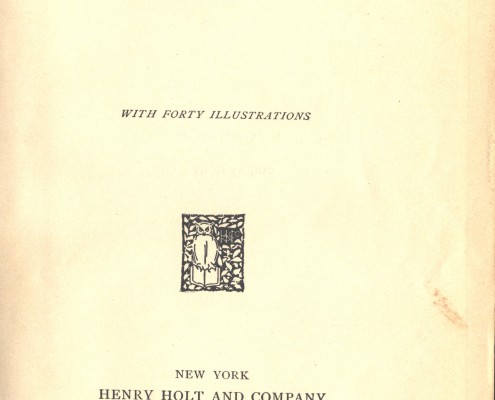 WITH FORTY ILLUSTRATIONS
NEW YORK
HENRY HOLT AND COMPANY